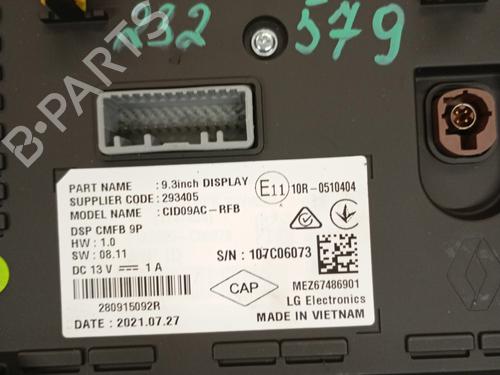 232
579
B-PARTS
PART NAME : 9.3inch DISPLAY
SUPPLIER CODE : 293405
MODEL NAME : CID09AC-RFB
DSP CMFB 9P
HW : 1.0
SW : 08.11
DC 13 V 1 A
280915092R
DATE : 2021.07.27
E11 10R-0510404
S/N : 107C06073
CAP
MEZ67486901
LG Electronics
MADE IN VIETNAM